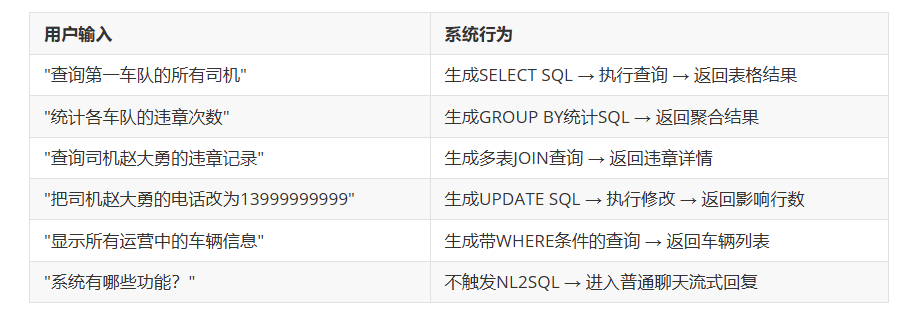 用户输入 系统行为
"查询第一车队的所有司机" 生成SELECT SQL → 执行查询 → 返回表格结果
"统计各车队的违章次数" 生成GROUP BY统计SQL → 返回聚合结果
"查询司机赵大勇的违章记录" 生成多表JOIN查询 → 返回违章详情
"把司机赵大勇的电话改为13999999999" 生成UPDATE SQL → 执行修改 → 返回影响行数
"显示所有运营中的车辆信息" 生成带WHERE条件的查询 → 返回车辆列表
"系统有哪些功能？" 不触发NL2SQL → 进入普通聊天流式回复